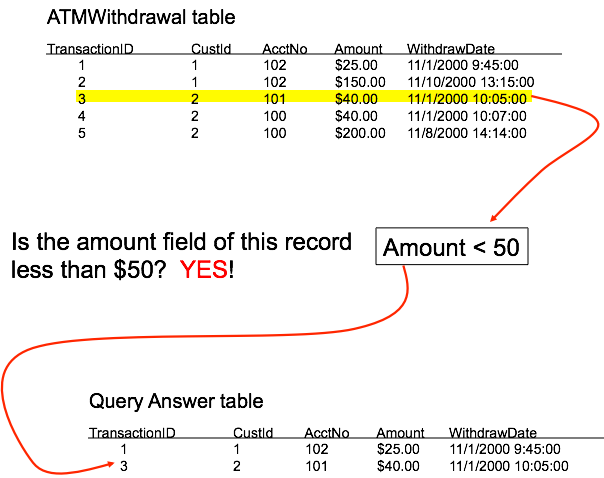 ATMWithdrawal table
TransactionID CustId AcctNo Amount WithdrawDate
1 1 102 $25.00 11/1/2000 9:45:00
2 1 102 $150.00 11/10/2000 13:15:00
3 2 101 $40.00 11/1/2000 10:05:00
4 2 100 $40.00 11/1/2000 10:07:00
5 2 100 $200.00 11/8/2000 14:14:00
Is the amount field of this record
less than $50? YES!
Amount < 50
Query Answer table
TransactionID CustId AcctNo Amount WithdrawDate
1 1 102 $25.00 11/1/2000 9:45:00
3 2 101 $40.00 11/1/2000 10:05:00